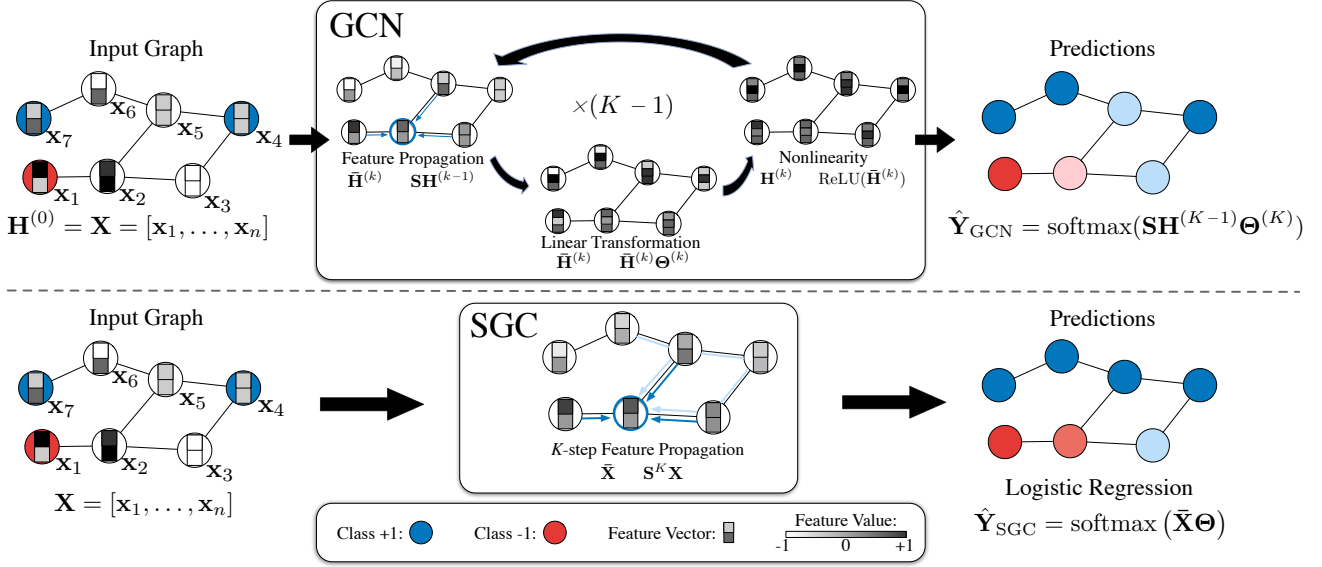 GCN
Input Graph
x₆
x₅
x₇
x₄
x₁
x₂
x₃
H⁽⁰⁾ = X = [x₁, …, xₙ]
×(K − 1)
Feature Propagation
H̄⁽ᵏ⁾ SH⁽ᵏ⁻¹⁾
Linear Transformation
H̄⁽ᵏ⁾ H̄⁽ᵏ⁾Θ⁽ᵏ⁾
Nonlinearity
H⁽ᵏ⁾ ReLU(H̄⁽ᵏ⁾)
Predictions
Ŷ_GCN = softmax(SH⁽ᴷ⁻¹⁾Θ⁽ᴷ⁾)
Input Graph
x₆
x₅
x₇
x₄
x₁
x₂
x₃
X = [x₁, …, xₙ]
SGC
K-step Feature Propagation
X̄ SᴷX
Predictions
Logistic Regression
Ŷ_SGC = softmax (X̄Θ)
Class +1:
Class -1:
Feature Vector:
Feature Value:
-1 0 +1